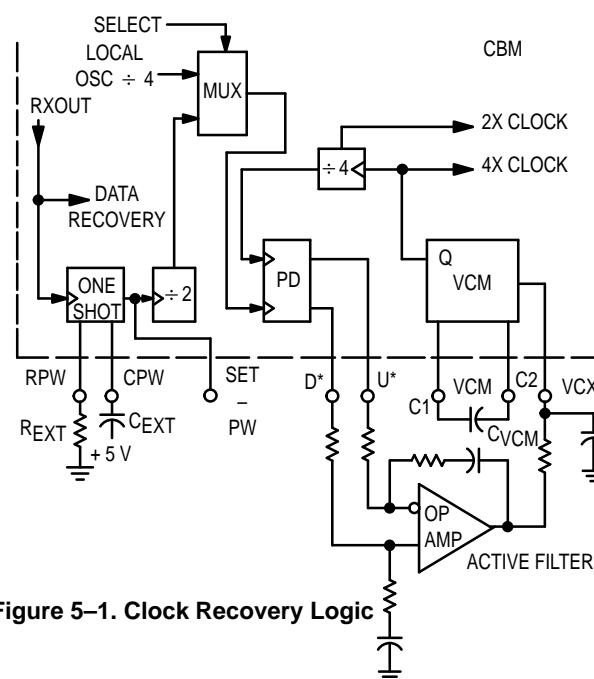 SELECT
LOCAL
OSC ÷ 4
CBM
MUX
RXOUT
2X CLOCK
÷ 4
4X CLOCK
DATA
RECOVERY
Q
VCM
ONE
SHOT
÷ 2
PD
RPW
CPW
SET
–
PW
D*
U*
C1
VCM
C2
VCX
REXT
CEXT
+ 5 V
CVCM
OP
AMP
ACTIVE FILTER
Figure 5–1. Clock Recovery Logic